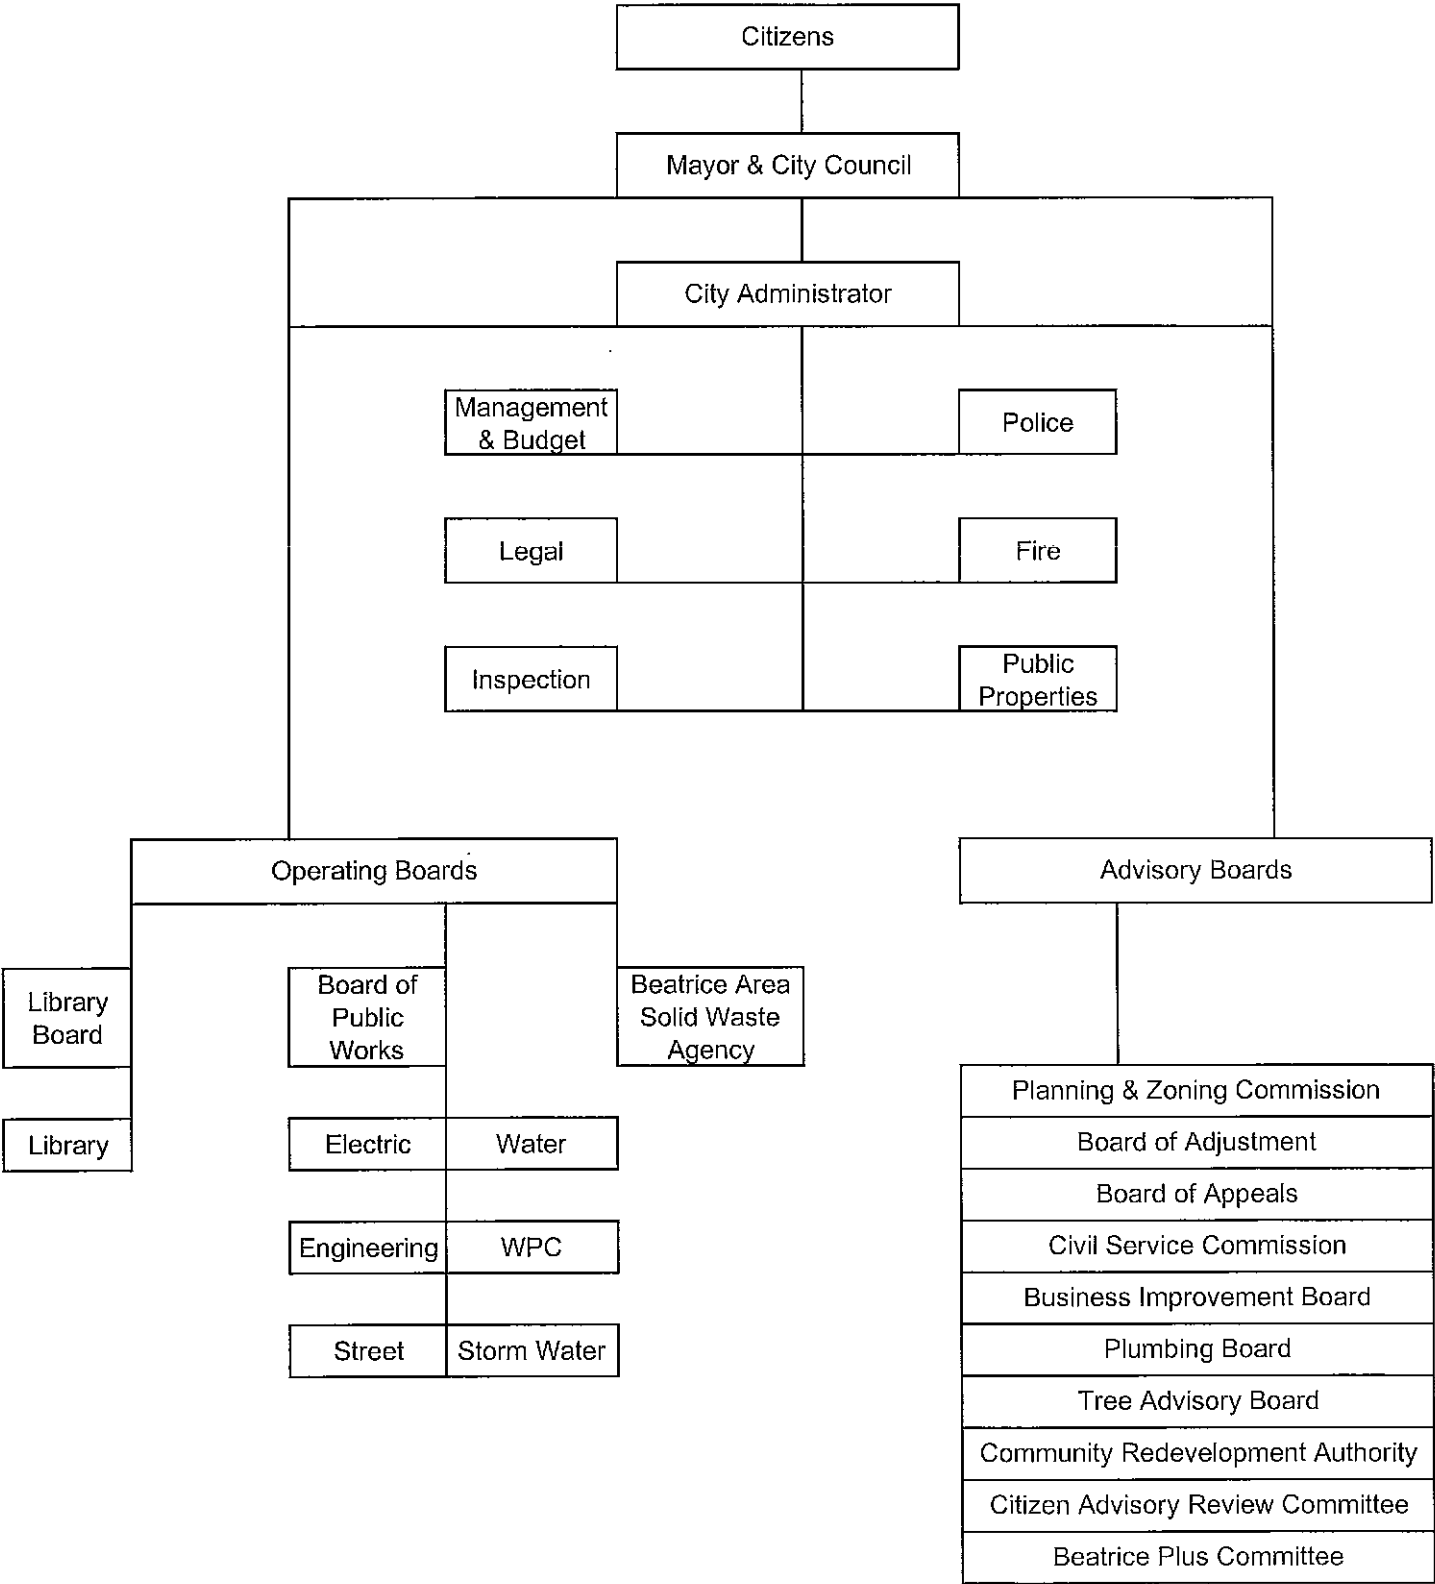 Citizens
Mayor & City Council
City Administrator
Management
& Budget
Police
Legal
Fire
Inspection
Public
Properties
Operating Boards
Advisory Boards
Library
Board
Board of
Public
Works
Beatrice Area
Solid Waste
Agency
Library
Electric
Water
Engineering
WPC
Street
Storm Water
Planning & Zoning Commission
Board of Adjustment
Board of Appeals
Civil Service Commission
Business Improvement Board
Plumbing Board
Tree Advisory Board
Community Redevelopment Authority
Citizen Advisory Review Committee
Beatrice Plus Committee